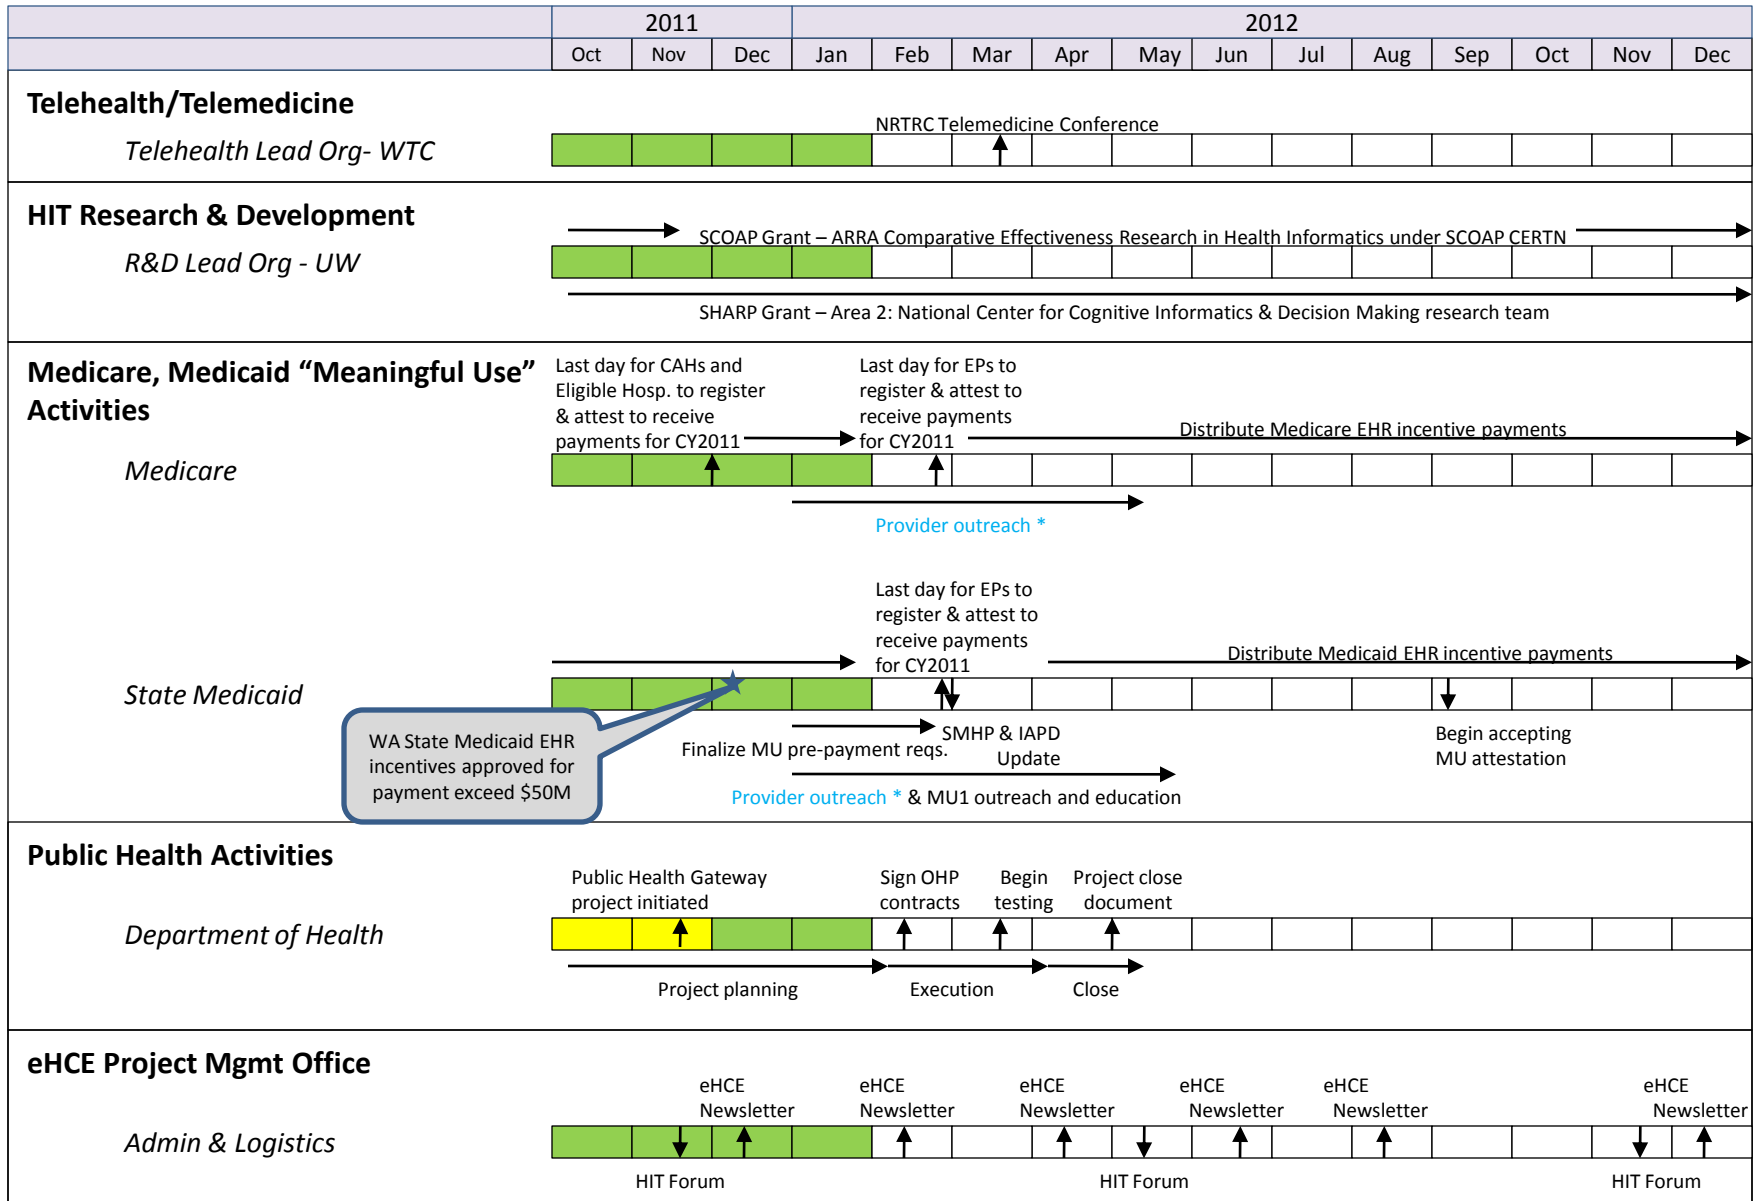 2011 2012
Oct Nov Dec Jan Feb Mar Apr May Jun Jul Aug Sep Oct Nov Dec
Telehealth/Telemedicine
NRTRC Telemedicine Conference
Telehealth Lead Org- WTC
HIT Research & Development
SCOAP Grant – ARRA Comparative Effectiveness Research in Health Informatics under SCOAP CERTN
R&D Lead Org - UW
SHARP Grant – Area 2: National Center for Cognitive Informatics & Decision Making research team
Medicare, Medicaid “Meaningful Use”
Activities
Last day for CAHs and
Eligible Hosp. to register
& attest to receive
payments for CY2011
Last day for EPs to
register & attest to
receive payments
for CY2011
Distribute Medicare EHR incentive payments
Medicare
Provider outreach *
Last day for EPs to
register & attest to
receive payments
for CY2011
Distribute Medicaid EHR incentive payments
State Medicaid
WA State Medicaid EHR
incentives approved for
payment exceed $50M
Finalize MU pre-payment reqs.
SMHP & IAPD
Update
Begin accepting
MU attestation
Provider outreach * & MU1 outreach and education
Public Health Activities
Public Health Gateway
project initiated
Sign OHP
contracts
Begin
testing
Project close
document
Department of Health
Project planning
Execution
Close
eHCE Project Mgmt Office
eHCE
Newsletter
eHCE
Newsletter
eHCE
Newsletter
eHCE
Newsletter
eHCE
Newsletter
eHCE
Newsletter
Admin & Logistics
HIT Forum
HIT Forum
HIT Forum